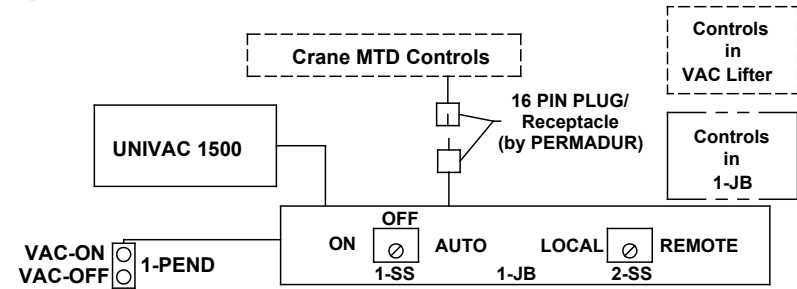 Crane MTD Controls
Controls
in
VAC Lifter
16 PIN PLUG/
Receptacle
(by PERMADUR)
UNIVAC 1500
Controls
in
1-JB
OFF
ON
AUTO
LOCAL
REMOTE
1-SS
1-JB
2-SS
VAC-ON
VAC-OFF
1-PEND